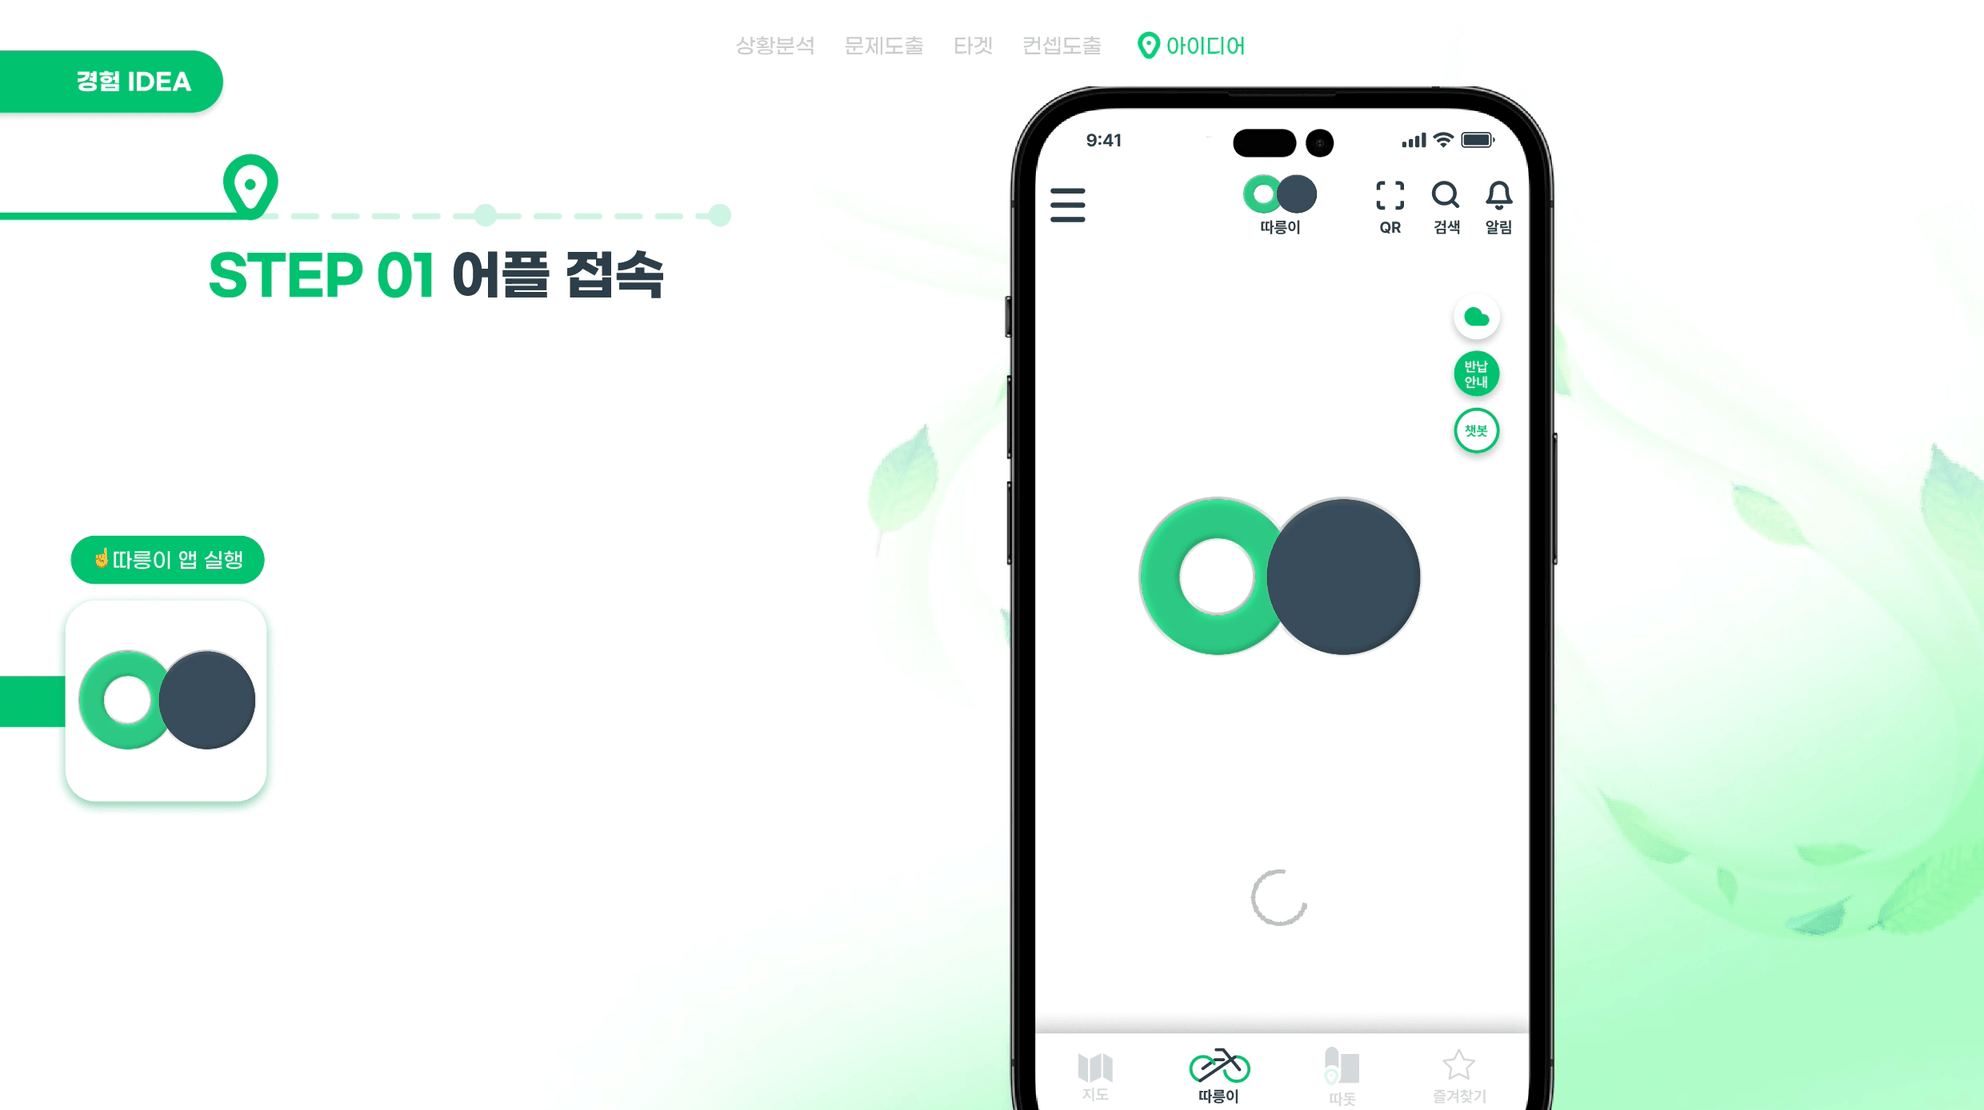 상황분석 문제도출 타겟 컨셉도출 아이디어
경험 IDEA
STEP 01 어플 접속
☝따릉이 앱 실행
9:41
따릉이 QR 검색 알림
반납
안내
챗봇
지도 따릉이 따돗 즐겨찾기